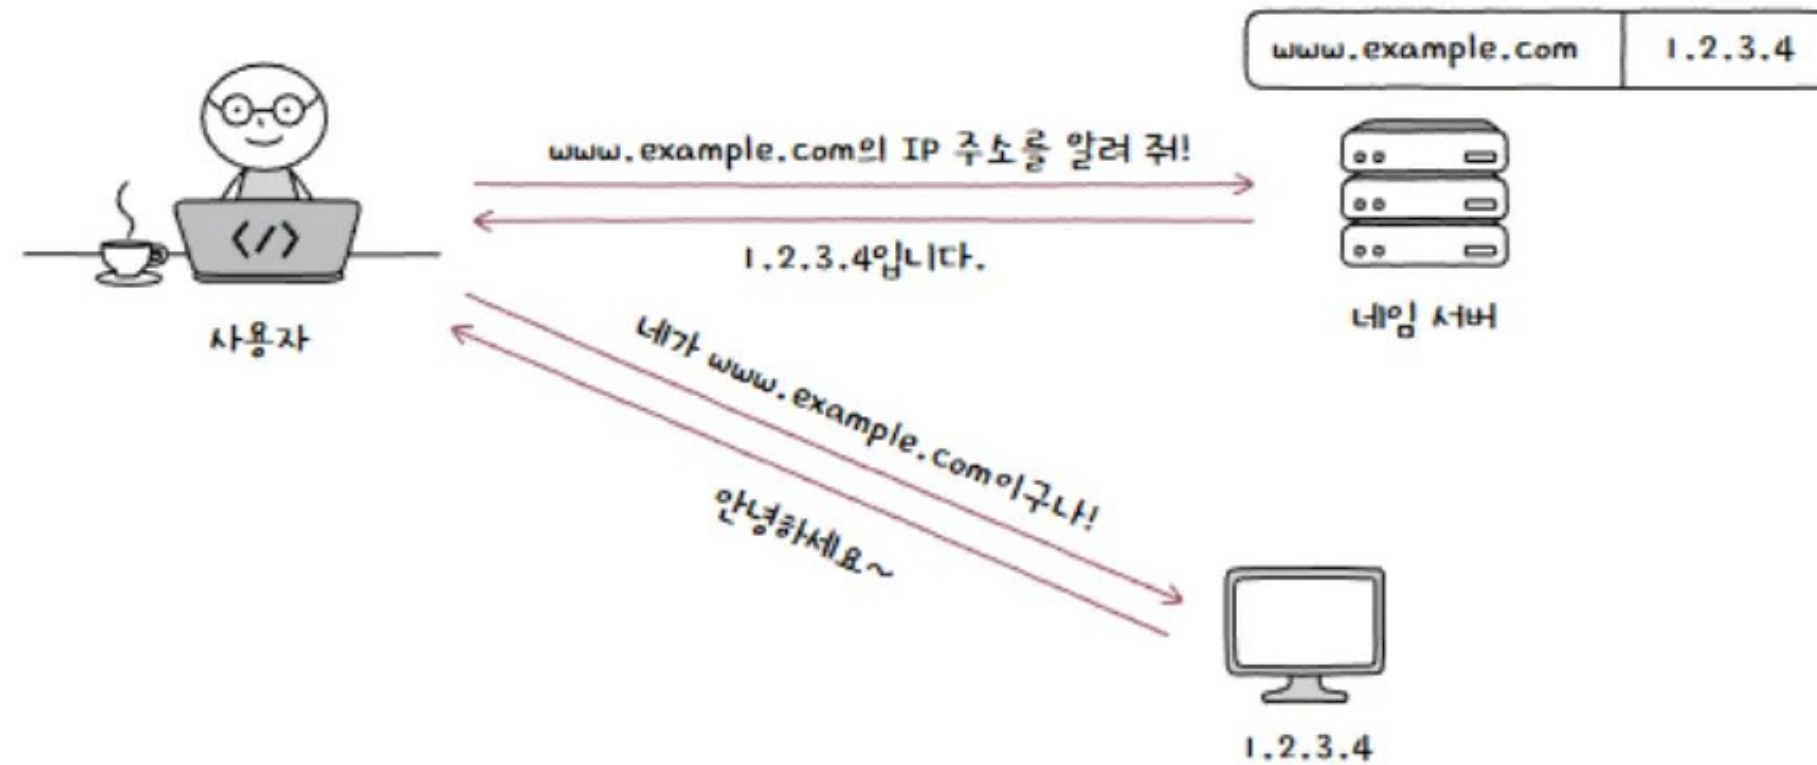 www.example.com 1.2.3.4
www.example.com의 IP 주소를 알려 줘!
</>
1.2.3.4입니다.
네임 서버
사용자
네가 www.example.com이구나!
안녕하세요~
1.2.3.4